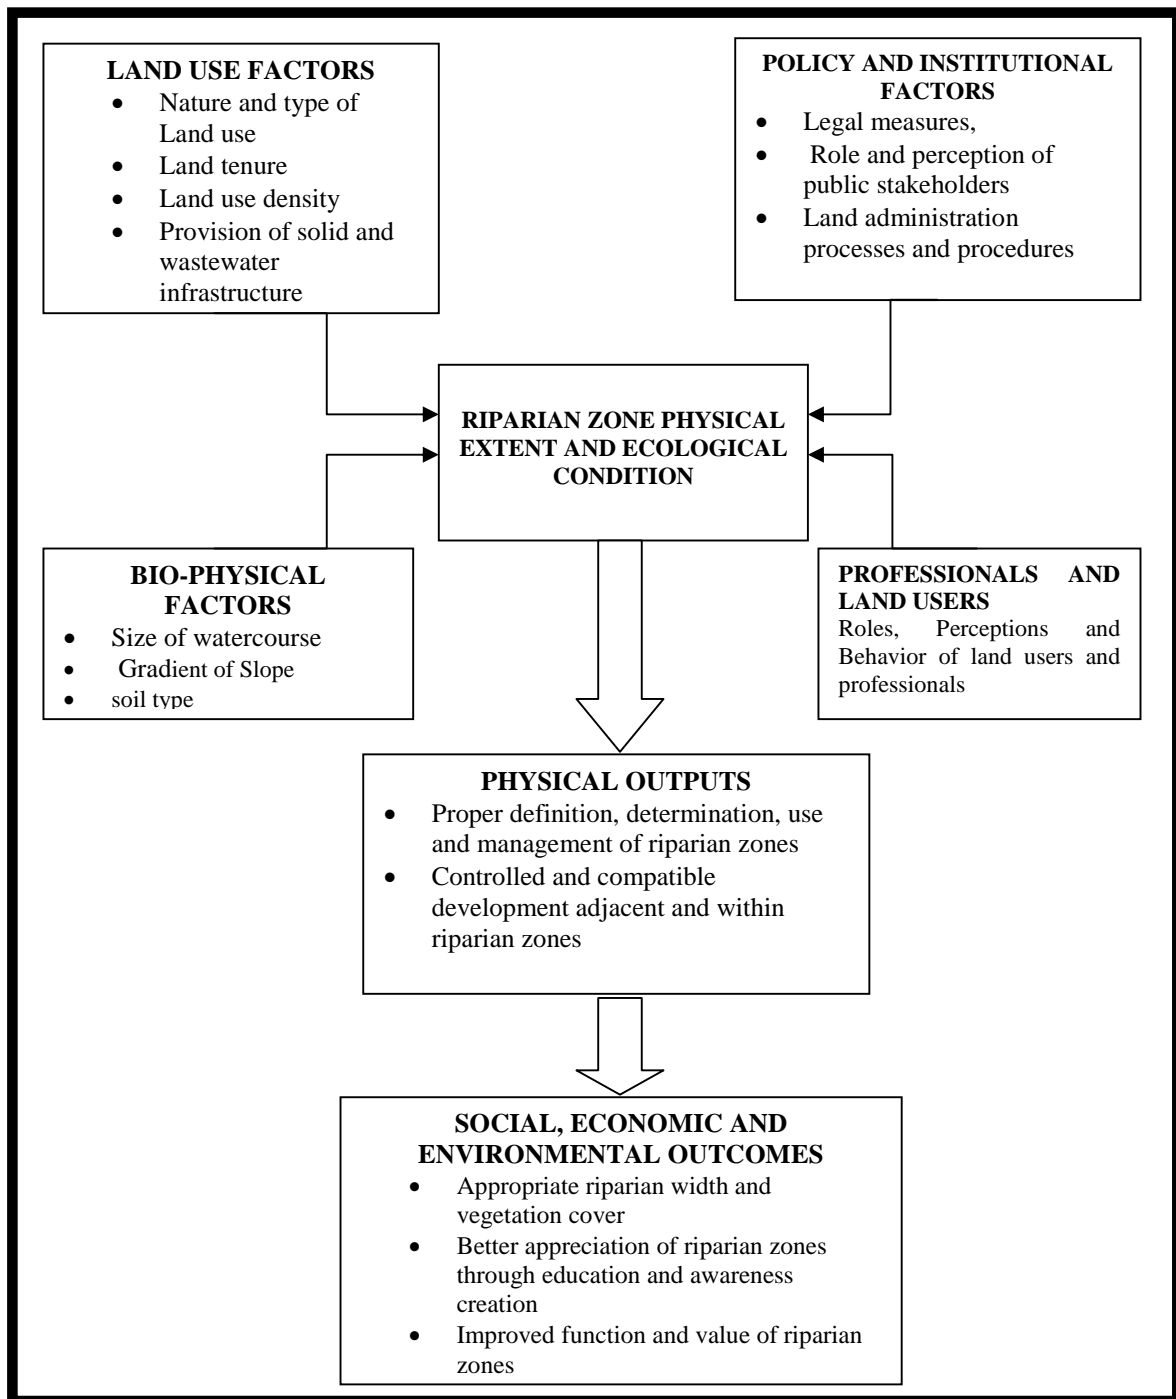 LAND USE FACTORS
• Nature and type of
Land use
• Land tenure
• Land use density
• Provision of solid and
wastewater
infrastructure
POLICY AND INSTITUTIONAL
FACTORS
• Legal measures,
• Role and perception of
public stakeholders
• Land administration
processes and procedures
RIPARIAN ZONE PHYSICAL
EXTENT AND ECOLOGICAL
CONDITION
BIO-PHYSICAL
FACTORS
• Size of watercourse
• Gradient of Slope
• soil type
PROFESSIONALS AND
LAND USERS
Roles, Perceptions and
Behavior of land users and
professionals
PHYSICAL OUTPUTS
• Proper definition, determination, use
and management of riparian zones
• Controlled and compatible
development adjacent and within
riparian zones
SOCIAL, ECONOMIC AND
ENVIRONMENTAL OUTCOMES
• Appropriate riparian width and
vegetation cover
• Better appreciation of riparian zones
through education and awareness
creation
• Improved function and value of riparian
zones